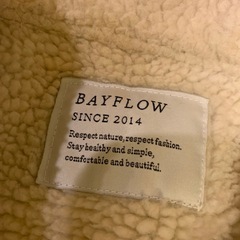 BAYFLOW
SINCE 2014
Respect nature, respect fashion.
Stay healthy and simple,
comfortable and beautiful.